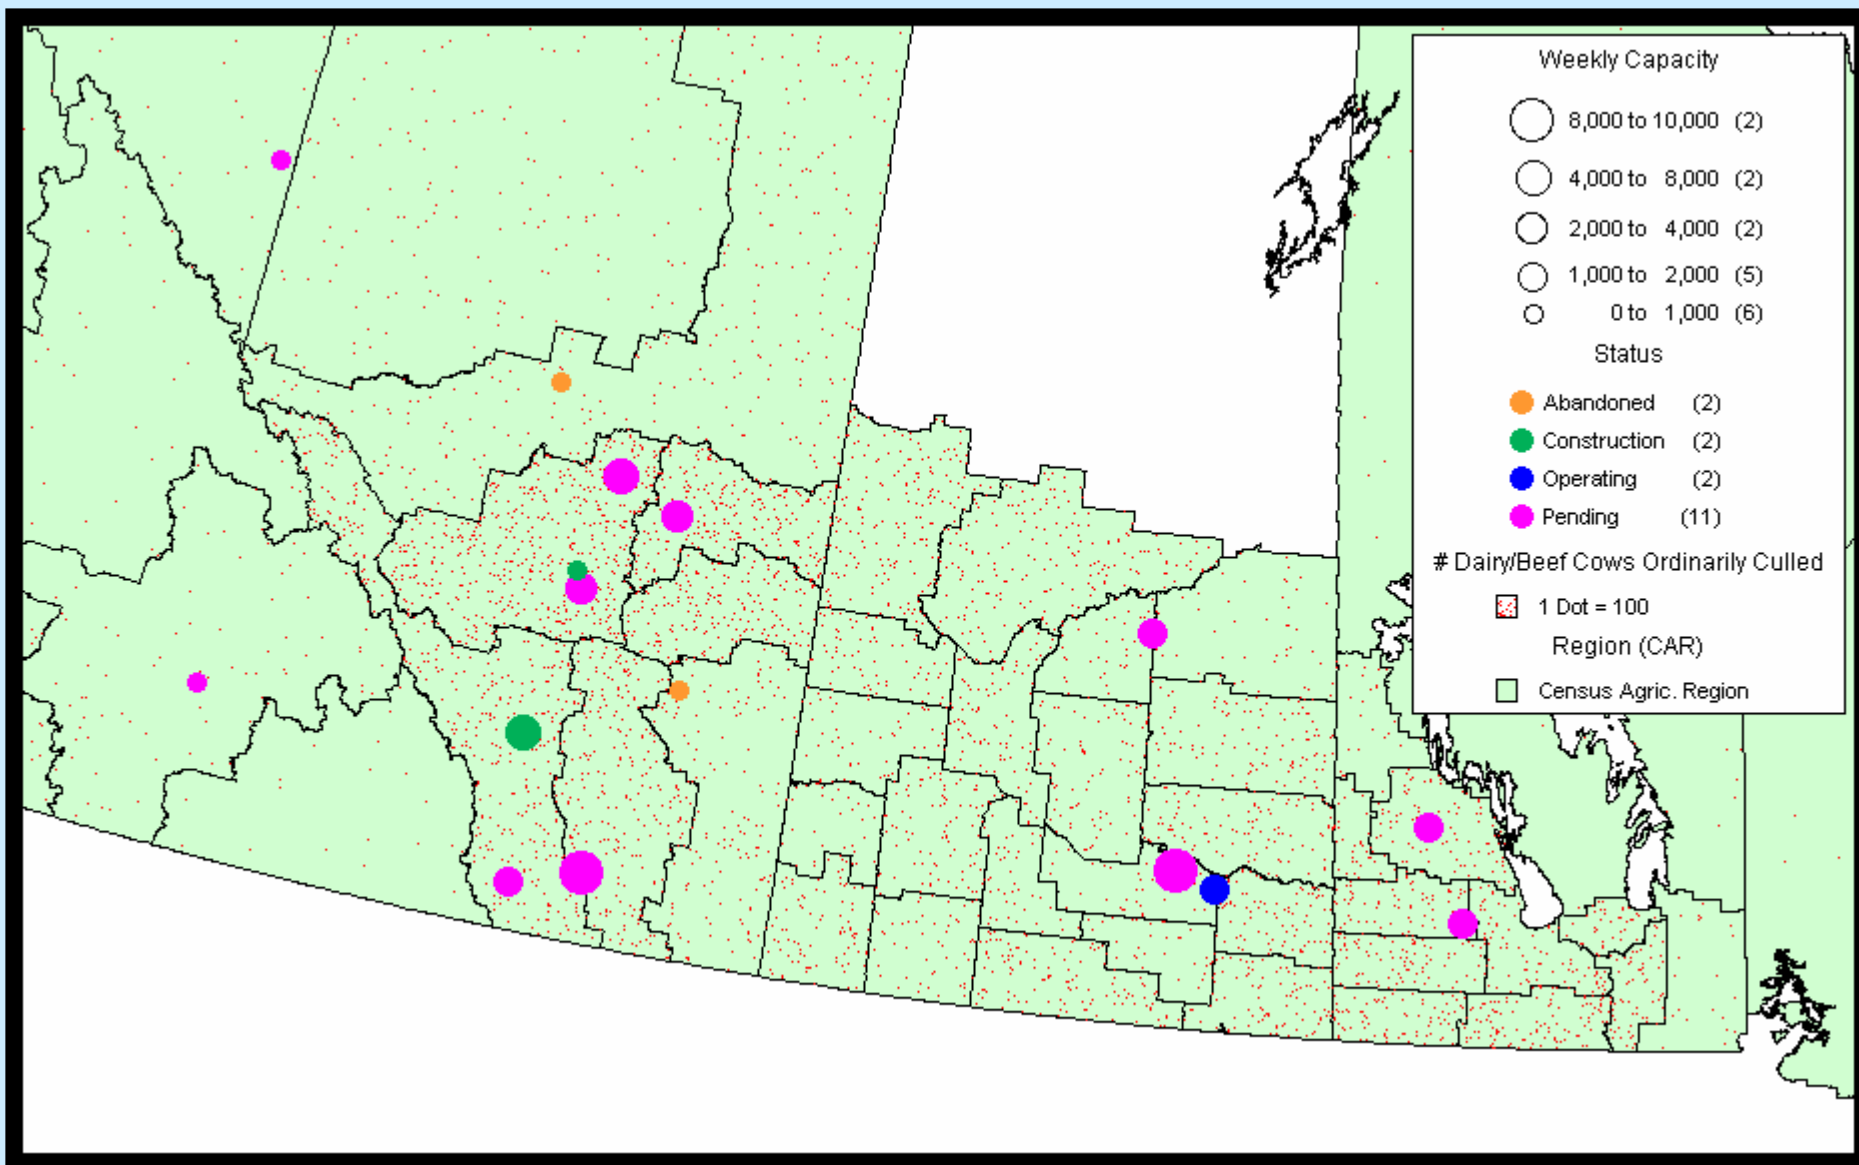 Weekly Capacity
8,000 to 10,000 (2)
4,000 to 8,000 (2)
2,000 to 4,000 (2)
1,000 to 2,000 (5)
0 to 1,000 (6)
Status
Abandoned (2)
Construction (2)
Operating (2)
Pending (11)
# Dairy/Beef Cows Ordinarily Culled
1 Dot = 100
Region (CAR)
Census Agric. Region